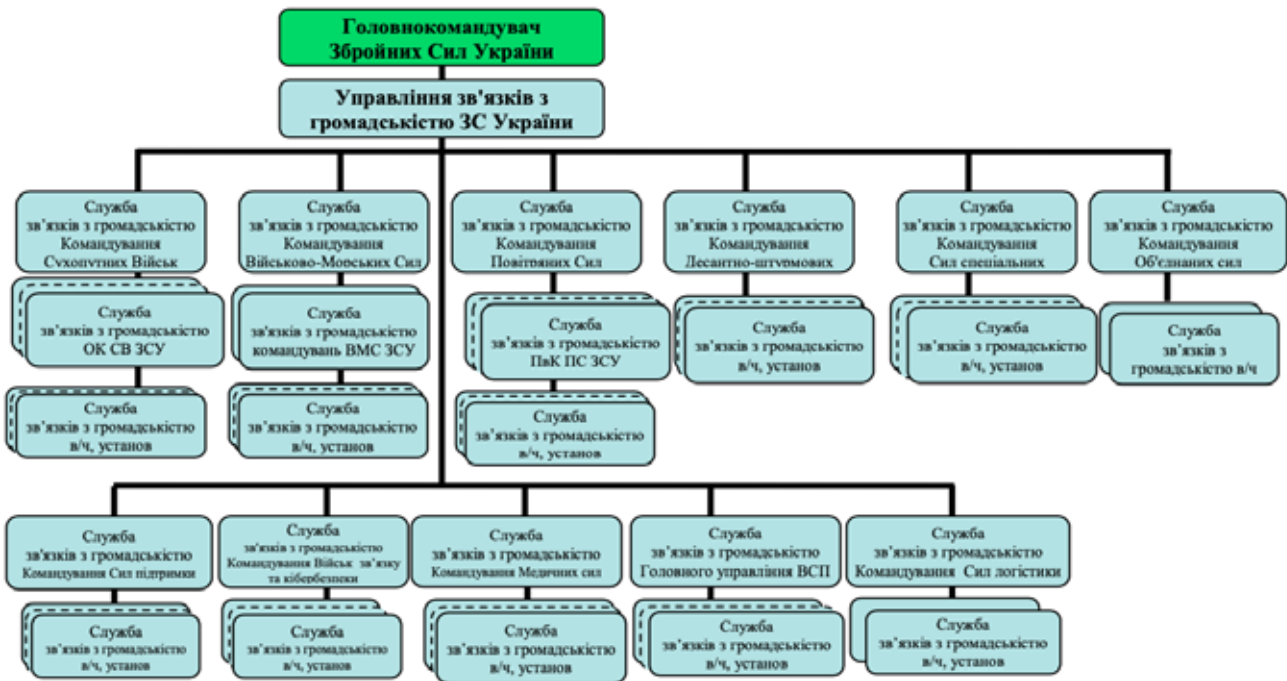 Головнокомандувач
Збройних Сил України
Управління зв'язків з
громадськістю ЗС України
Служба
зв'язків з громадськістю
Командування
Сухопутних Військ
Служба
зв'язків з громадськістю
Командування
Військово-Морських Сил
Служба
зв'язків з громадськістю
Командування
Повітряних Сил
Служба
зв'язків з громадськістю
Командування
Десантно-штурмових
Служба
зв'язків з громадськістю
Командування
Сил спеціальних
Служба
зв'язків з громадськістю
Командування
Об'єднаних сил
Служба
зв'язків з громадськістю
ОК СВ ЗСУ
Служба
зв'язків з громадськістю
командувань ВМС ЗСУ
Служба
зв'язків з громадськістю
ПвК ПС ЗСУ
Служба
зв'язків з громадськістю
в/ч, установ
Служба
зв'язків з громадськістю
в/ч, установ
Служба
зв'язків з
громадськістю в/ч
Служба
зв'язків з громадськістю
в/ч, установ
Служба
зв'язків з громадськістю
в/ч, установ
Служба
зв'язків з громадськістю
в/ч, установ
Служба
зв'язків з громадськістю
Командування Сил підтримки
Служба
зв'язків з громадськістю
Командування Військ зв'язку
та кібербезпеки
Служба
зв'язків з громадськістю
Командування Медичних сил
Служба
зв'язків з громадськістю
Головного управління ВСП
Служба
зв'язків з громадськістю
Командування Сил логістики
Служба
зв'язків з громадськістю
в/ч, установ
Служба
зв'язків з громадськістю
в/ч, установ
Служба
зв'язків з громадськістю
в/ч, установ
Служба
зв'язків з громадськістю
в/ч, установ
Служба
зв'язків з громадськістю
в/ч, установ